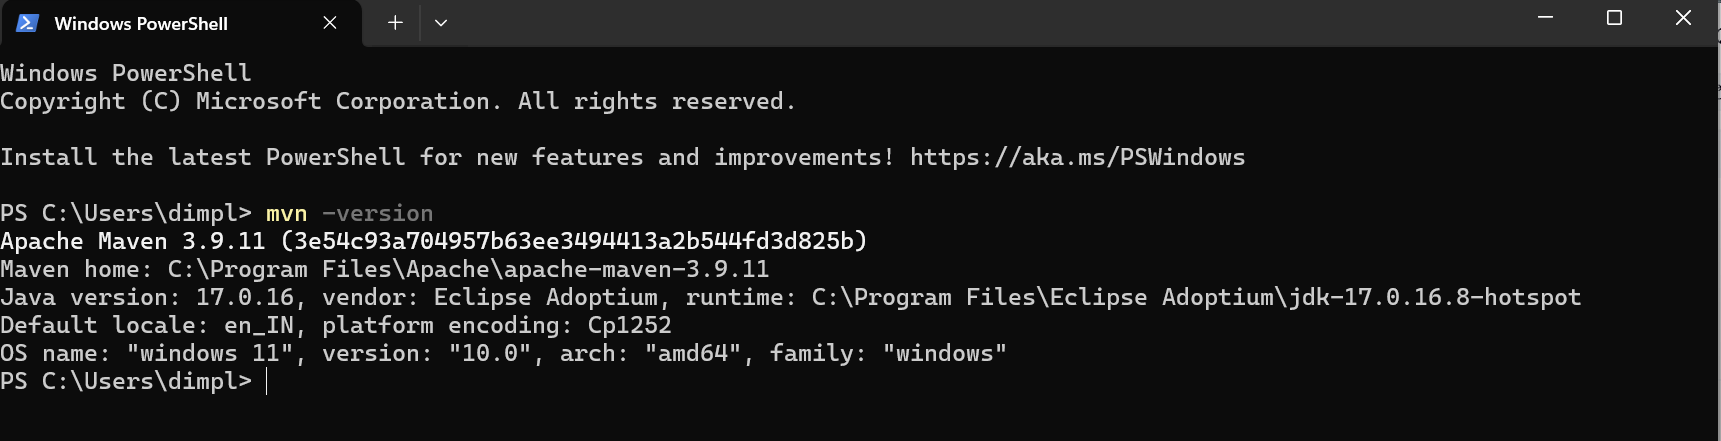 Windows PowerShell
Windows PowerShell
Copyright (C) Microsoft Corporation. All rights reserved.
Install the latest PowerShell for new features and improvements! https://aka.ms/PSWindows
PS C:\Users\dimpl> mvn -version
Apache Maven 3.9.11 (3e54c93a704957b63ee3494413a2b544fd3d825b)
Maven home: C:\Program Files\Apache\apache-maven-3.9.11
Java version: 17.0.16, vendor: Eclipse Adoptium, runtime: C:\Program Files\Eclipse Adoptium\jdk-17.0.16.8-hotspot
Default locale: en_IN, platform encoding: Cp1252
OS name: "windows 11", version: "10.0", arch: "amd64", family: "windows"
PS C:\Users\dimpl>